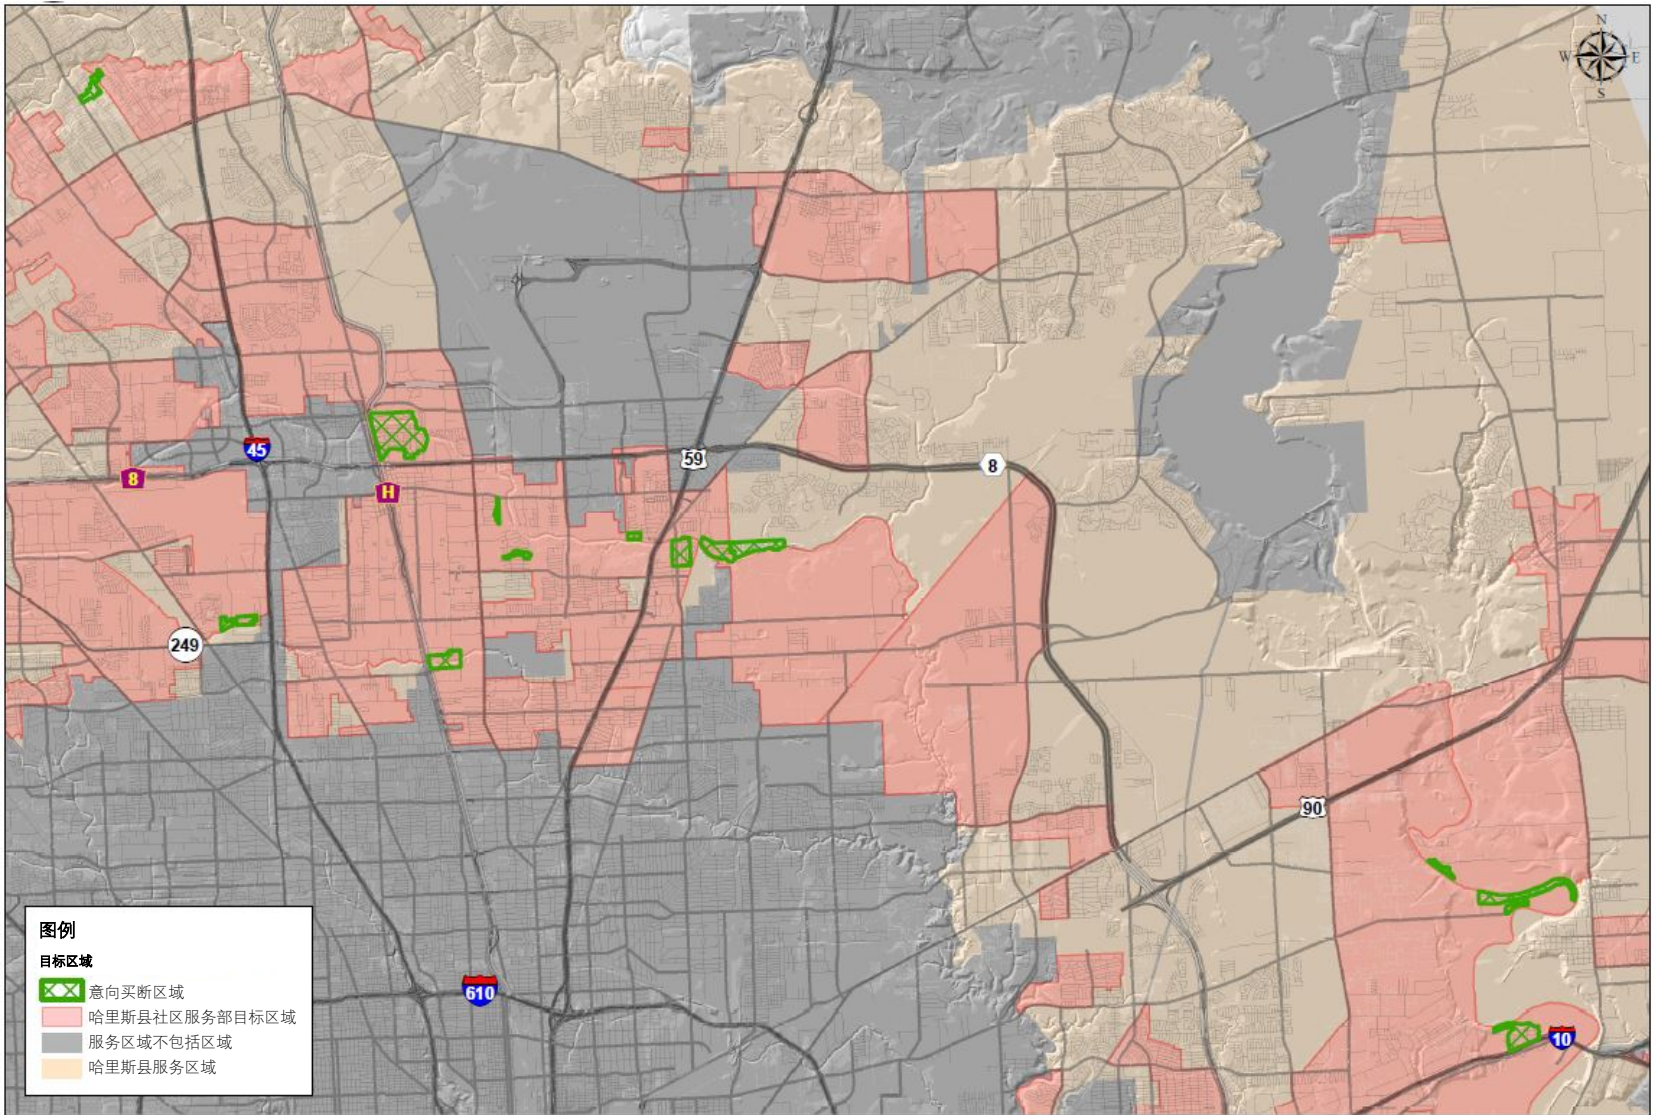 N
W E
S
45
59
8
8
H
249
90
图例
目标区域
意向买断区域
哈里斯县社区服务部目标区域
服务区域不包括区域
哈里斯县服务区域
610
10